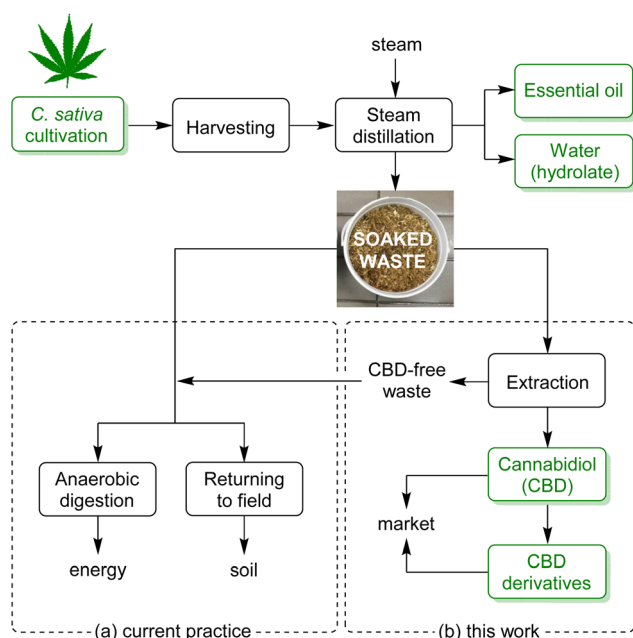 steam
C. sativa
cultivation
Harvesting
Steam
distillation
Essential oil
Water
(hydrolate)
SOAKED
WASTE
CBD-free
waste
Extraction
Anaerobic
digestion
Returning
to field
Cannabidiol
(CBD)
market
energy
soil
CBD
derivatives
(a) current practice
(b) this work